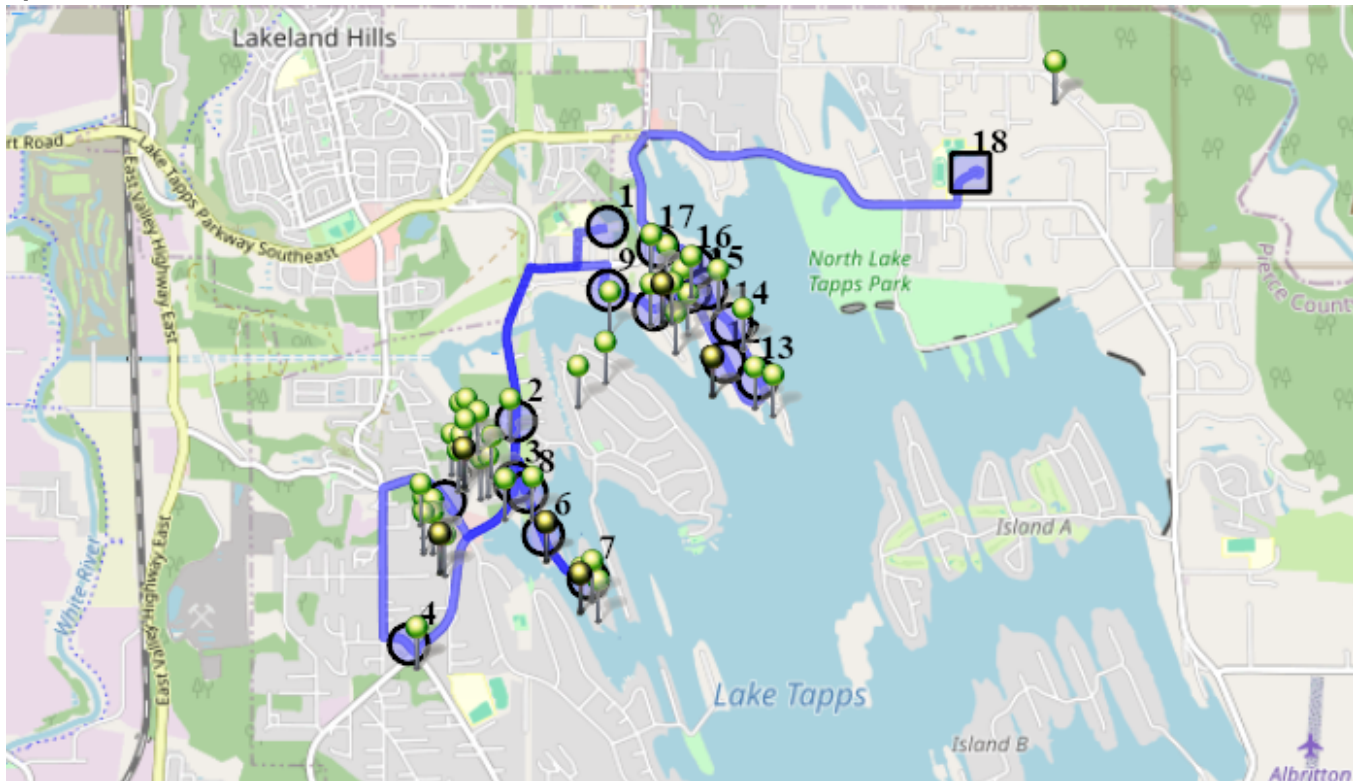 Lakeland Hills
rt Road
Lake Tapps Parkway Southeast
East Valley Highway East
18
1
17
16
9
5
14
North Lake
Tapps Park
Pierce County
2
13
2
3
8
6
Island A
7
White River
East Valley Highway East
4
Lake Tapps
Island B
Albritton